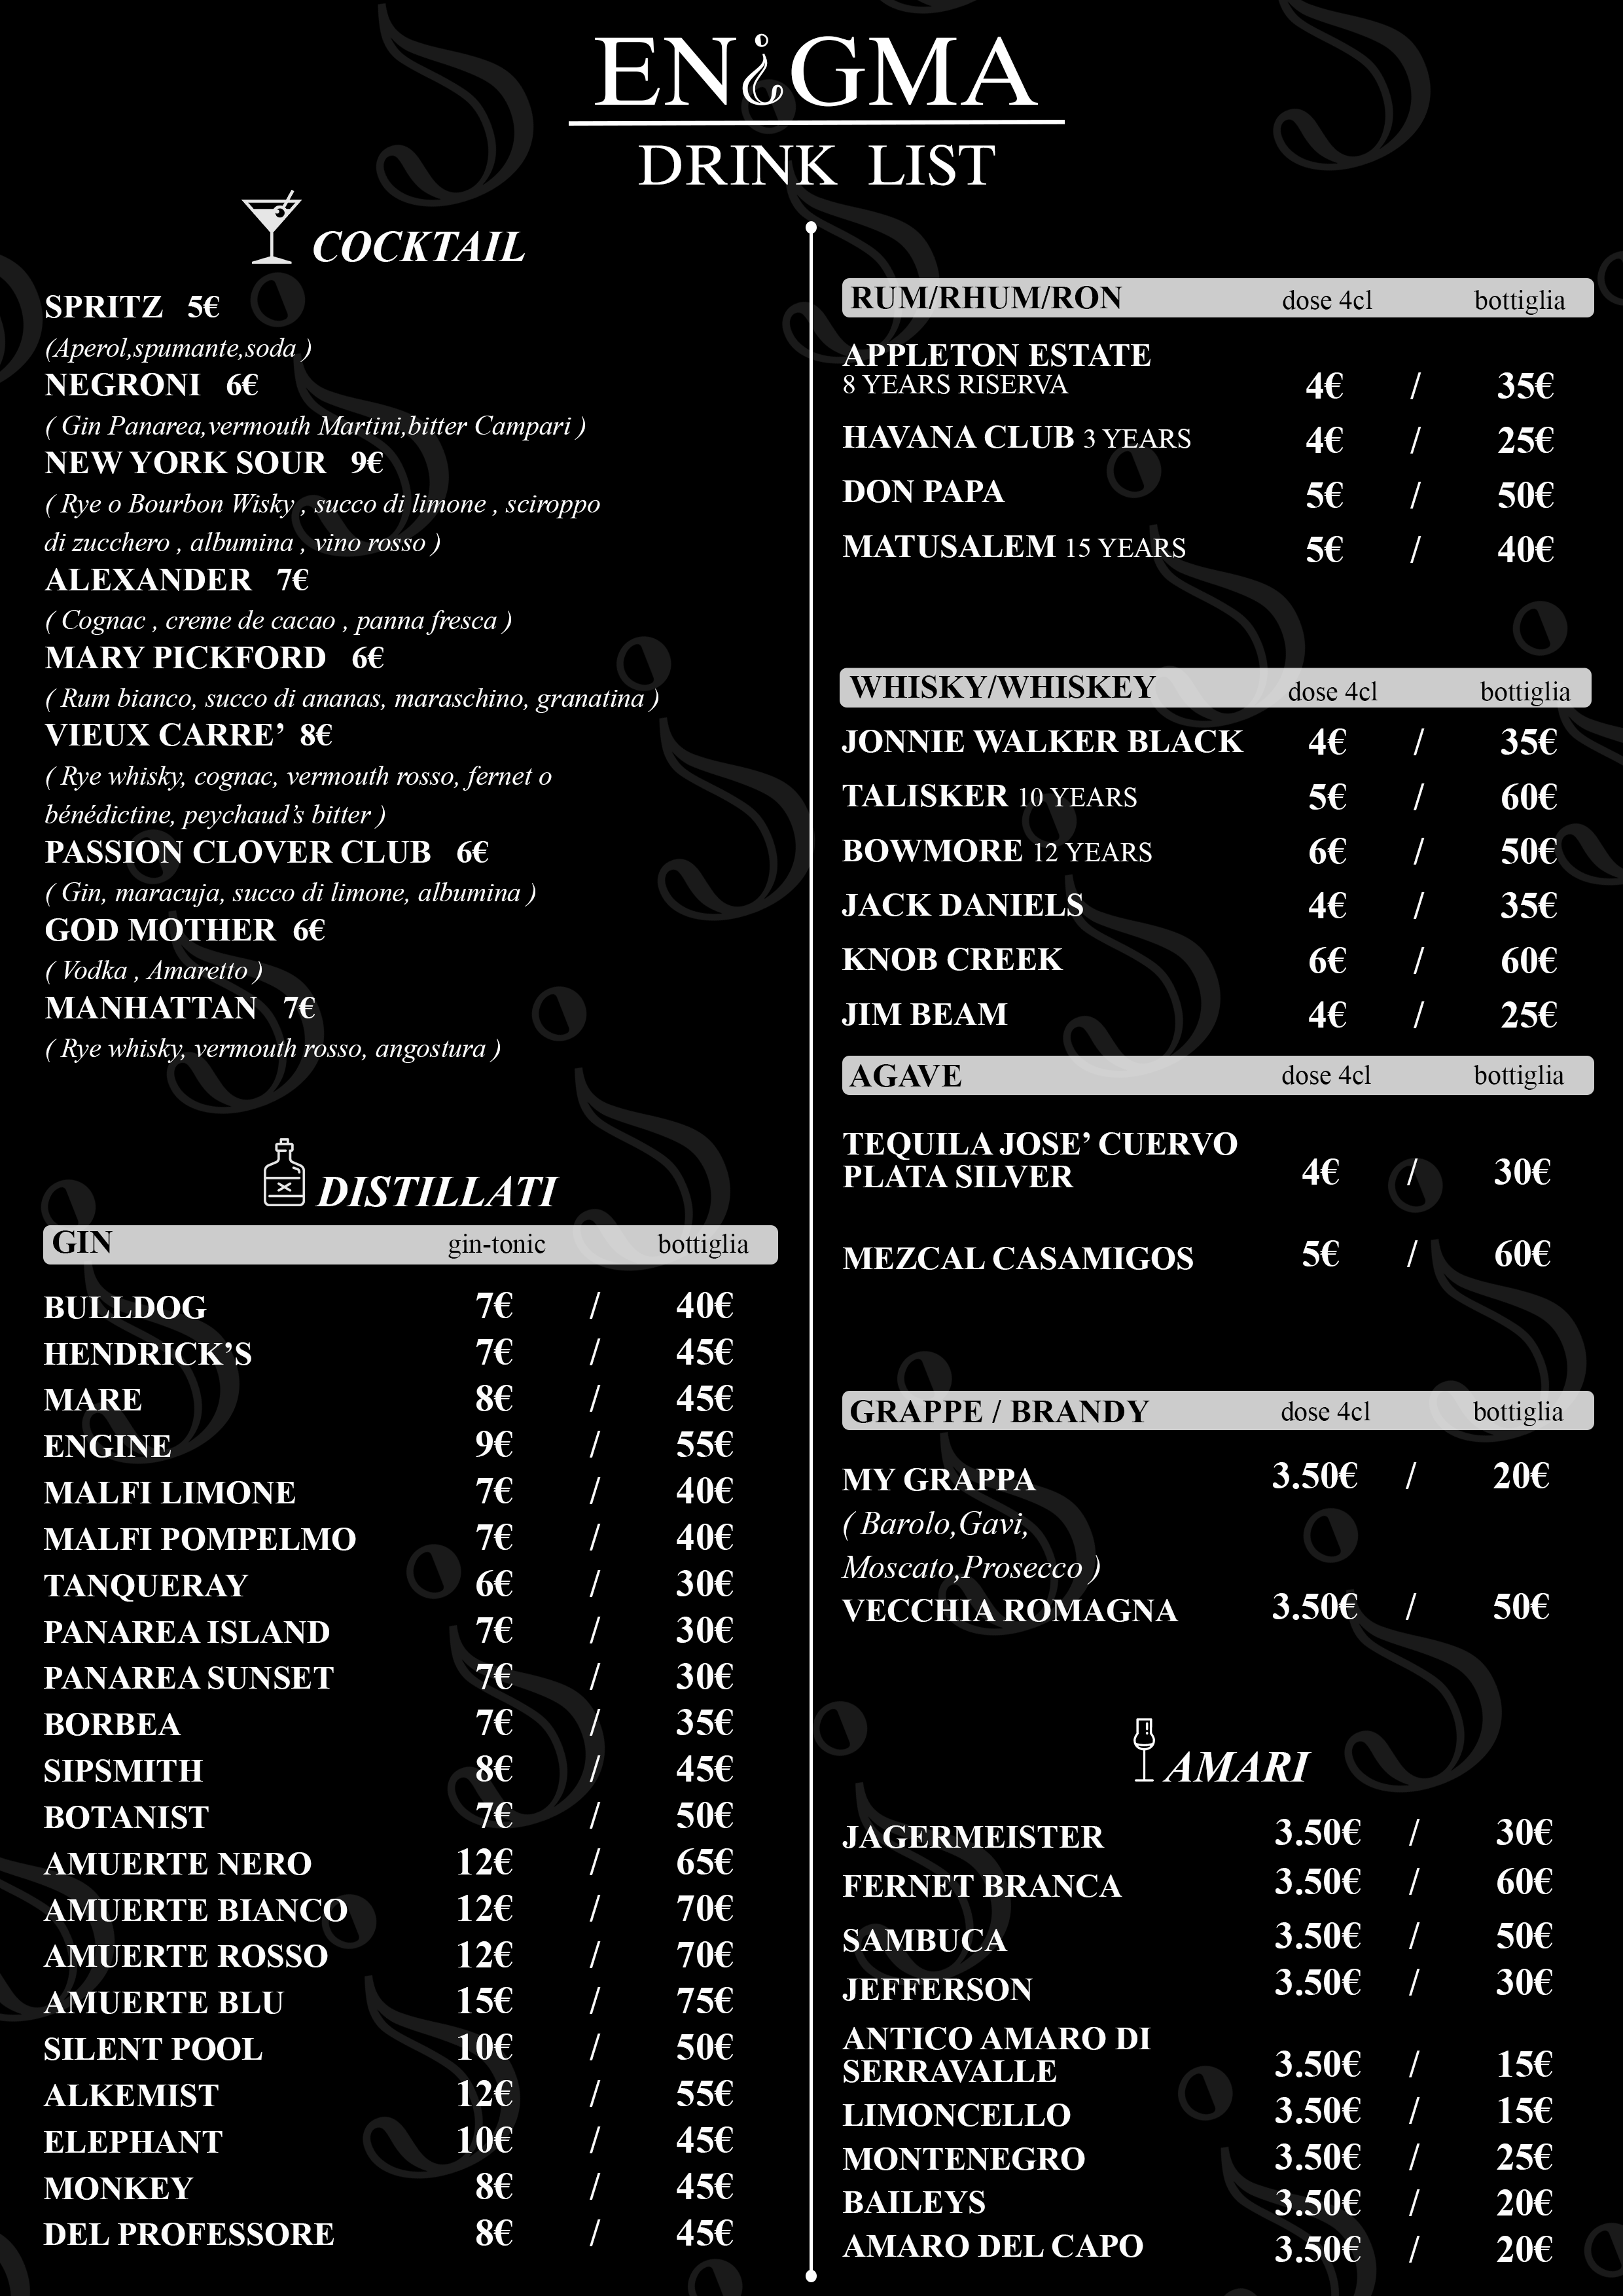 ENiGMA
DRINK LIST
COCKTAIL
SPRITZ 5€
(Aperol,spumante,soda )
NEGRONI 6€
( Gin Panarea,vermouth Martini,bitter Campari )
NEW YORK SOUR 9€
( Rye o Bourbon Wisky , succo di limone , sciroppo
di zucchero , albumina , vino rosso )
ALEXANDER 7€
( Cognac , creme de cacao , panna fresca )
MARY PICKFORD 6€
( Rum bianco, succo di ananas, maraschino, granatina )
VIEUX CARRE’ 8€
( Rye whisky, cognac, vermouth rosso, fernet o
bénédictine, peychaud’s bitter )
PASSION CLOVER CLUB 6€
( Gin, maracuja, succo di limone, albumina )
GOD MOTHER 6€
( Vodka , Amaretto )
MANHATTAN 7€
( Rye whisky, vermouth rosso, angostura )
DISTILLATI
GIN gin-tonic bottiglia
BULLDOG 7€ / 40€
HENDRICK’S 7€ / 45€
MARE 8€ / 45€
ENGINE 9€ / 55€
MALFI LIMONE 7€ / 40€
MALFI POMPELMO 7€ / 40€
TANQUERAY 6€ / 30€
PANAREA ISLAND 7€ / 30€
PANAREA SUNSET 7€ / 30€
BORBEA 7€ / 35€
SIPSMITH 8€ / 45€
BOTANIST 7€ / 50€
AMUERTE NERO 12€ / 65€
AMUERTE BIANCO 12€ / 70€
AMUERTE ROSSO 12€ / 70€
AMUERTE BLU 15€ / 75€
SILENT POOL 10€ / 50€
ALKEMIST 12€ / 55€
ELEPHANT 10€ / 45€
MONKEY 8€ / 45€
DEL PROFESSORE 8€ / 45€
RUM/RHUM/RON dose 4cl bottiglia
APPLETON ESTATE
8 YEARS RISERVA 4€ / 35€
HAVANA CLUB 3 YEARS 4€ / 25€
DON PAPA 5€ / 50€
MATUSALEM 15 YEARS 5€ / 40€
WHISKY/WHISKEY dose 4cl bottiglia
JONNIE WALKER BLACK 4€ / 35€
TALISKER 10 YEARS 5€ / 60€
BOWMORE 12 YEARS 6€ / 50€
JACK DANIELS 4€ / 35€
KNOB CREEK 6€ / 60€
JIM BEAM 4€ / 25€
AGAVE dose 4cl bottiglia
TEQUILA JOSE’ CUERVO
PLATA SILVER 4€ / 30€
MEZCAL CASAMIGOS 5€ / 60€
GRAPPE / BRANDY dose 4cl bottiglia
MY GRAPPA 3.50€ / 20€
( Barolo,Gavi,
Moscato,Prosecco )
VECCHIA ROMAGNA 3.50€ / 50€
AMARI
JAGERMEISTER 3.50€ / 30€
FERNET BRANCA 3.50€ / 60€
SAMBUCA 3.50€ / 50€
JEFFERSON 3.50€ / 30€
ANTICO AMARO DI
SERRAVALLE 3.50€ / 15€
LIMONCELLO 3.50€ / 15€
MONTENEGRO 3.50€ / 25€
BAILEYS 3.50€ / 20€
AMARO DEL CAPO 3.50€ / 20€